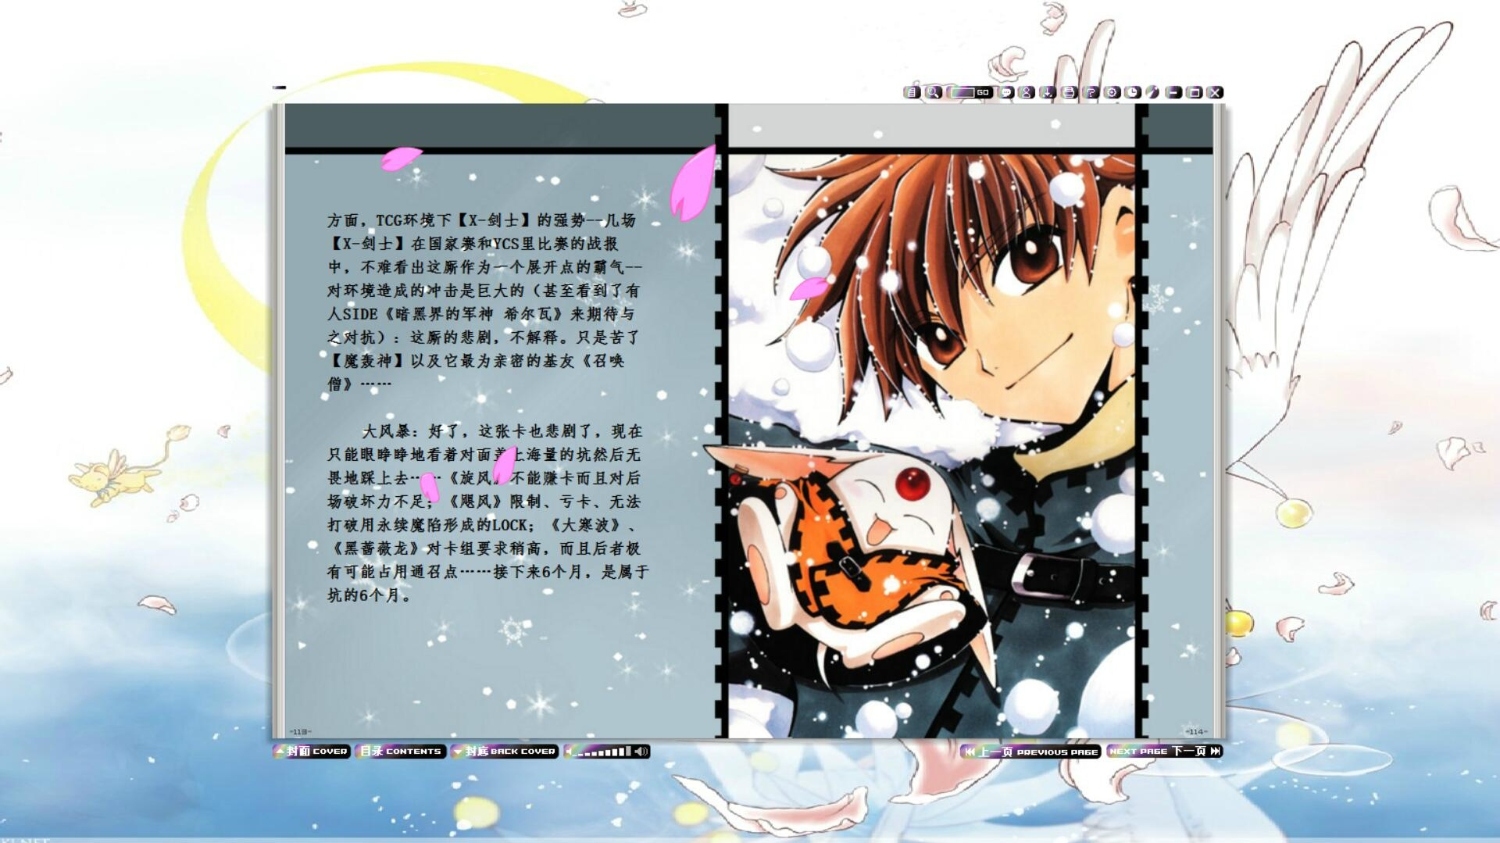 GO
方面，TCG环境下【X-剑士】的强势--几场
【X-剑士】在国家赛和YCS里比赛的战报
中，不难看出这厮作为一个展开点的霸气--
对环境造成的冲击是巨大的（甚至看到了有
人SIDE《暗黑界的军神 希尔瓦》来期待与
之对抗）：这厮的悲剧，不解释。只是苦了
【魔轰神】以及它最为亲密的基友《召唤
僧》……
大风暴：好了，这张卡也悲剧了，现在
只能眼睁睁地看着对面盖上海量的坑然后无
畏地踩上去……《旋风》不能赚卡而且对后
场破坏力不足；《飓风》限制、亏卡、无法
打破用永续魔陷形成的LOCK；《大寒波》、
《黑蔷薇龙》对卡组要求稍高，而且后者极
有可能占用通召点……接下来6个月，是属于
坑的6个月。
-113-
-114-
封面 COVER
目录 CONTENTS
封底 BACK COVER
上一页 PREVIOUS PAGE
NEXT PAGE 下一页